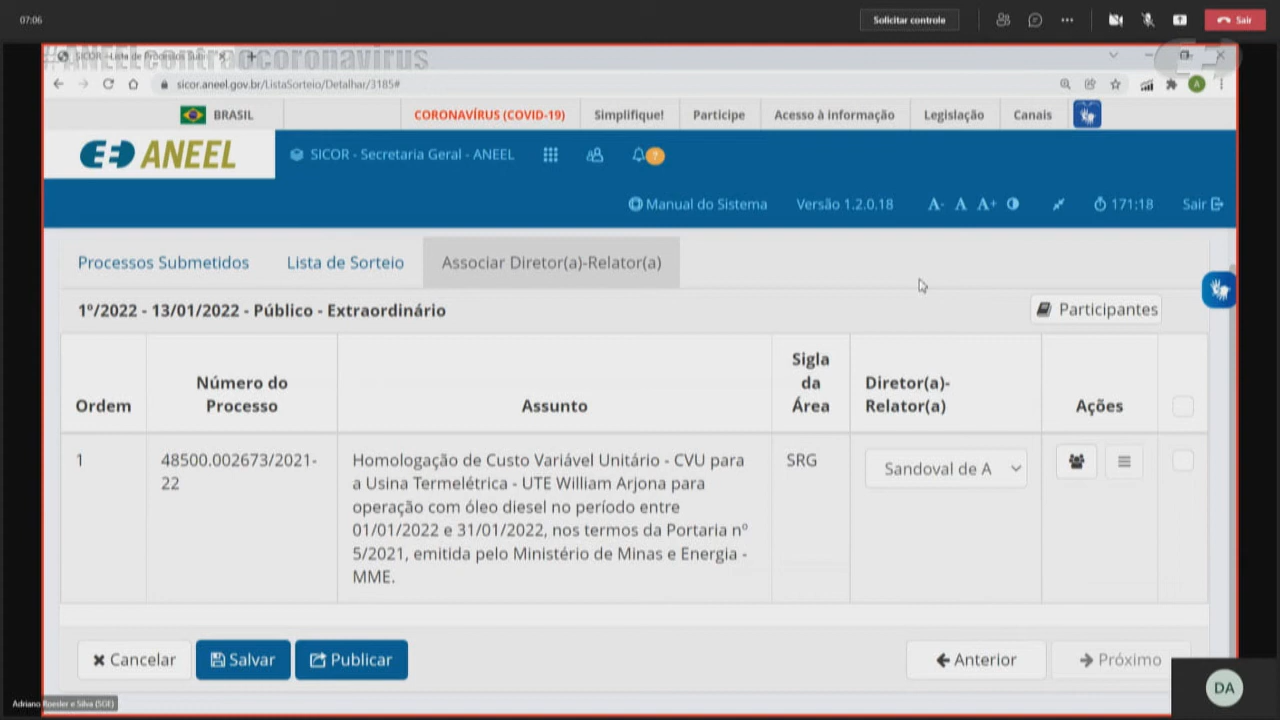 07:06
Solicitar controle
Sair
#ANEELcontraocoronavirus
sicor.aneel.gov.br/ListaSorteio/Detalhar/3185#
A
BRASIL
CORONAVÍRUS (COVID-19)
Simplifique!
Participe
Acesso à informação
Legislação
Canais
ANEEL
SICOR - Secretaria Geral - ANEEL
?
Manual do Sistema
Versão 1.2.0.18
A- A A+
171:18
Sair
Processos Submetidos
Lista de Sorteio
Associar Diretor(a)-Relator(a)
1º/2022 - 13/01/2022 - Público - Extraordinário
Participantes
Ordem
Número do
Processo
Assunto
Sigla
da
Área
Diretor(a)-
Relator(a)
Ações
1
48500.002673/2021-
22
Homologação de Custo Variável Unitário - CVU para
a Usina Termelétrica - UTE William Arjona para
operação com óleo diesel no período entre
01/01/2022 e 31/01/2022, nos termos da Portaria nº
5/2021, emitida pelo Ministério de Minas e Energia -
MME.
SRG
Sandoval de A
Cancelar
Salvar
Publicar
Anterior
Próximo
Adriano Roesler e Silva (SGE)
DA